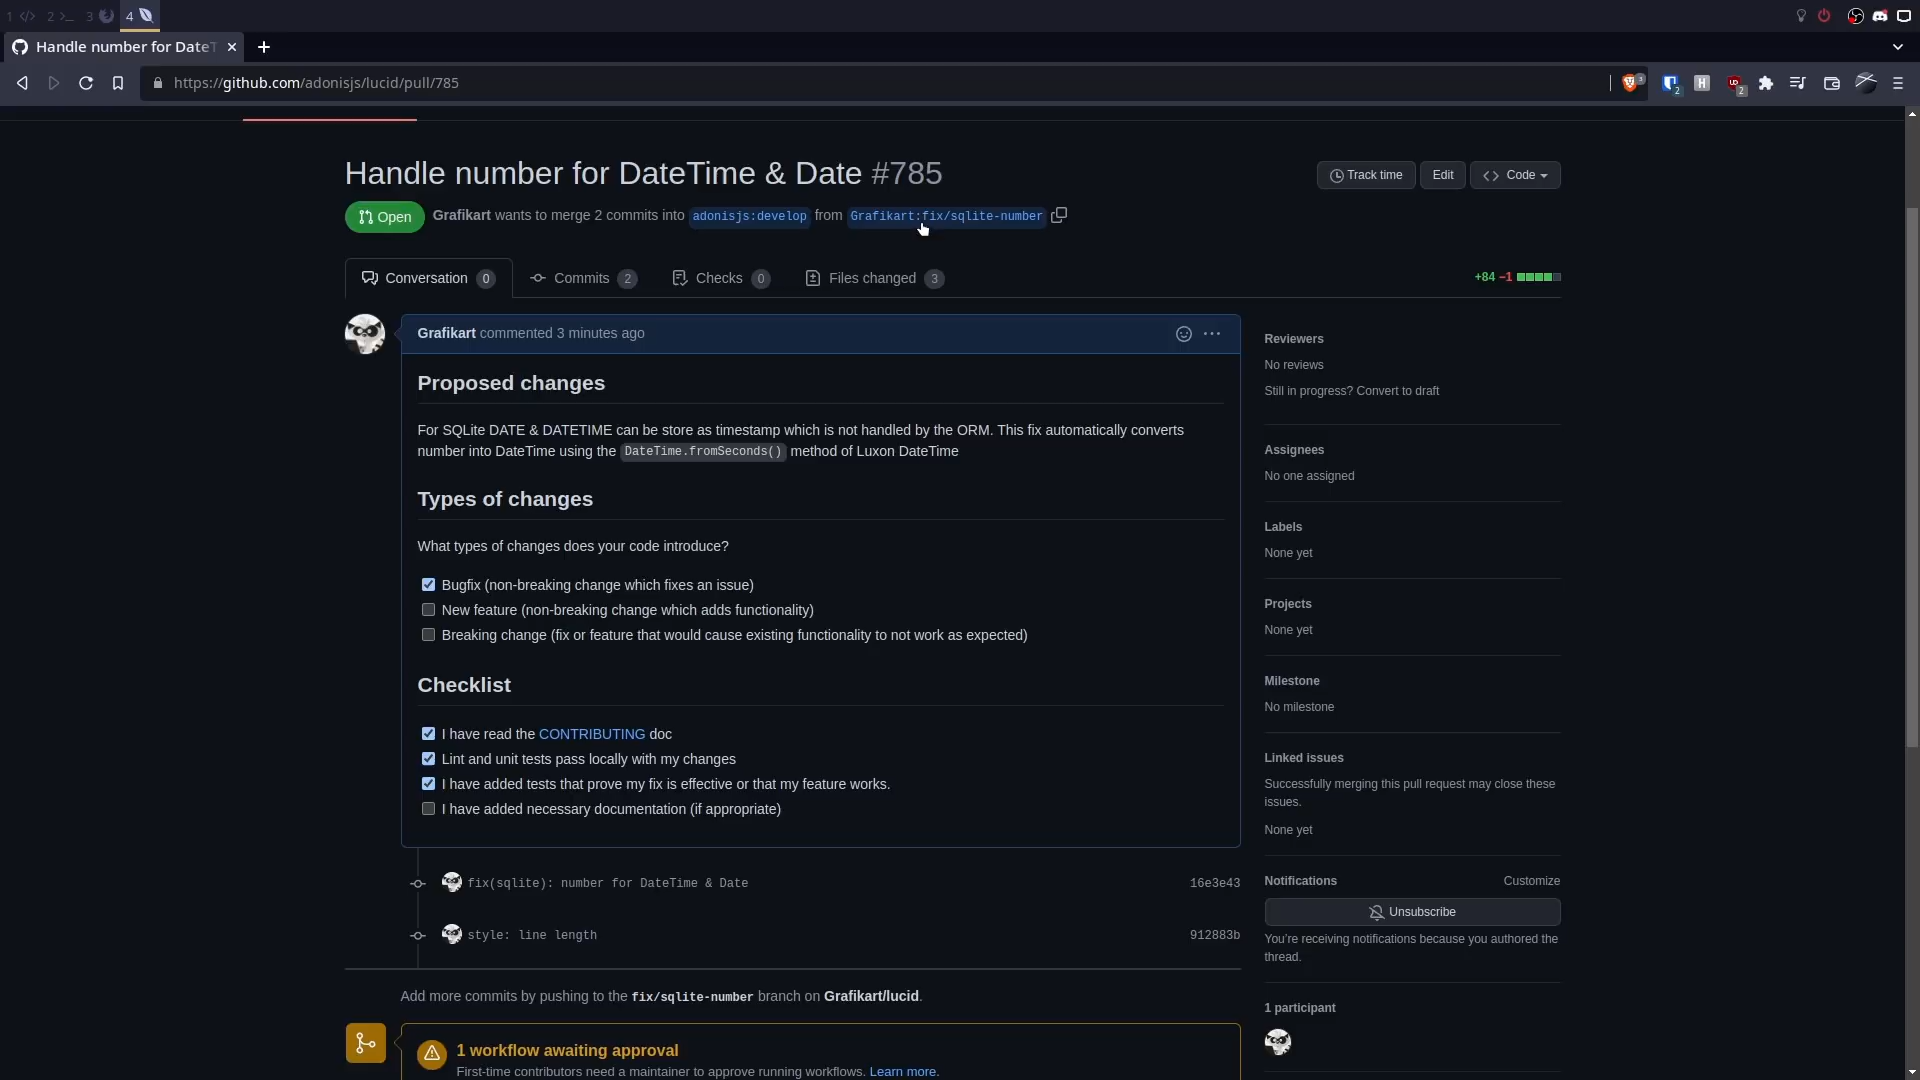 1 2 3 4
Handle number for DateT
https://github.com/adonisjs/lucid/pull/785
3 2 H 2
Handle number for DateTime & Date #785
Track time Edit Code
Open Grafikart wants to merge 2 commits into adonisjs:develop from Grafikart:fix/sqlite-number
Conversation 0 Commits 2 Checks 0 Files changed 3 +84 −1
Grafikart commented 3 minutes ago
Proposed changes
For SQLite DATE & DATETIME can be store as timestamp which is not handled by the ORM. This fix automatically converts
number into DateTime using the DateTime.fromSeconds() method of Luxon DateTime
Types of changes
What types of changes does your code introduce?
Bugfix (non-breaking change which fixes an issue)
New feature (non-breaking change which adds functionality)
Breaking change (fix or feature that would cause existing functionality to not work as expected)
Checklist
I have read the CONTRIBUTING doc
Lint and unit tests pass locally with my changes
I have added tests that prove my fix is effective or that my feature works.
I have added necessary documentation (if appropriate)
fix(sqlite): number for DateTime & Date 16e3e43
style: line length 912883b
Add more commits by pushing to the fix/sqlite-number branch on Grafikart/lucid.
1 workflow awaiting approval
First-time contributors need a maintainer to approve running workflows. Learn more.
Reviewers
No reviews
Still in progress? Convert to draft
Assignees
No one assigned
Labels
None yet
Projects
None yet
Milestone
No milestone
Linked issues
Successfully merging this pull request may close these
issues.
None yet
Notifications Customize
Unsubscribe
You're receiving notifications because you authored the
thread.
1 participant